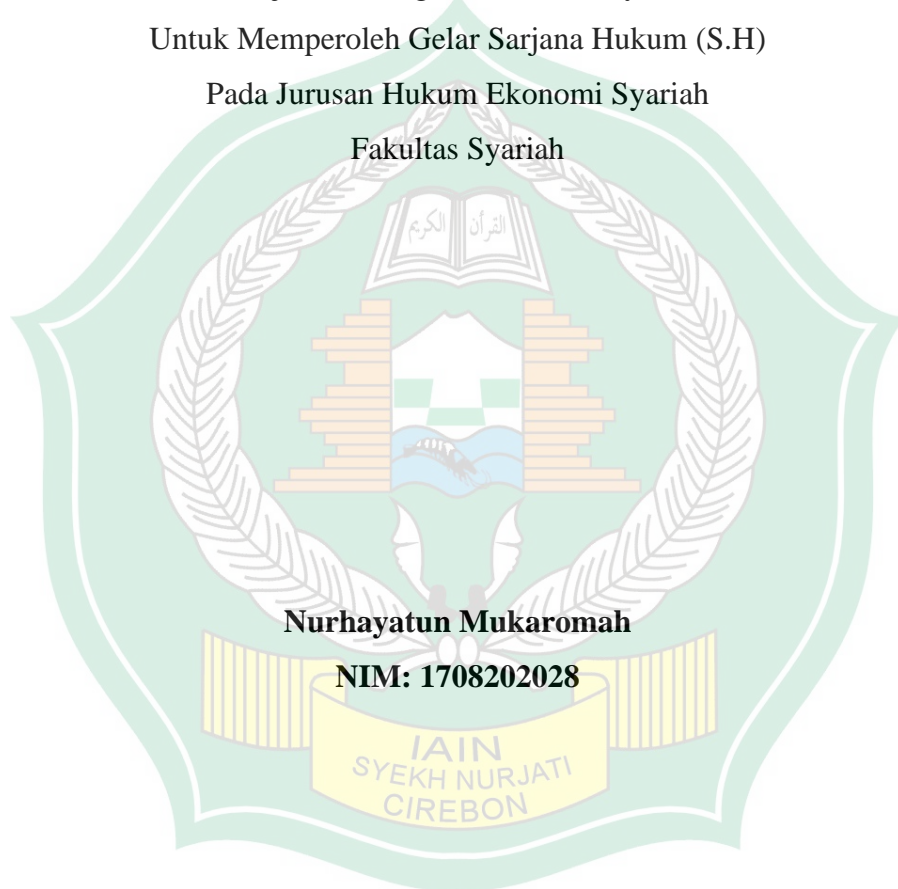 Untuk Memperoleh Gelar Sarjana Hukum (S.H)
Pada Jurusan Hukum Ekonomi Syariah
Fakultas Syariah
القرأن الكريم
Nurhayatun Mukaromah
NIM: 1708202028
IAIN
SYEKH NURJATI
CIREBON